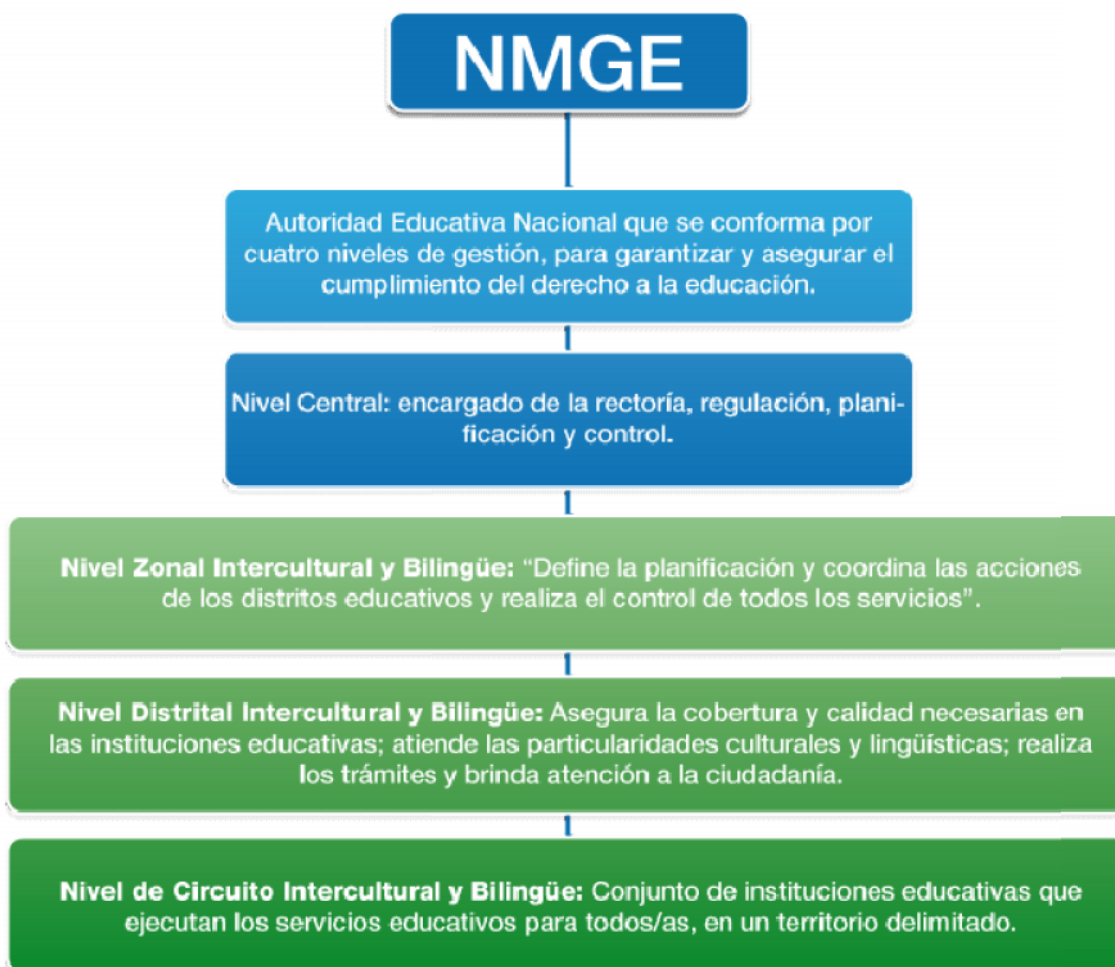 NMGE
Autoridad Educativa Nacional que se conforma por
cuatro niveles de gestión, para garantizar y asegurar el
cumplimiento del derecho a la educación.
Nivel Central: encargado de la rectoría, regulación, plani-
ficación y control.
Nivel Zonal Intercultural y Bilingüe: “Define la planificación y coordina las acciones
de los distritos educativos y realiza el control de todos los servicios”.
Nivel Distrital Intercultural y Bilingüe: Asegura la cobertura y calidad necesarias en
las instituciones educativas; atiende las particularidades culturales y lingüísticas; realiza
los trámites y brinda atención a la ciudadanía.
Nivel de Circuito Intercultural y Bilingüe: Conjunto de instituciones educativas que
ejecutan los servicios educativos para todos/as, en un territorio delimitado.